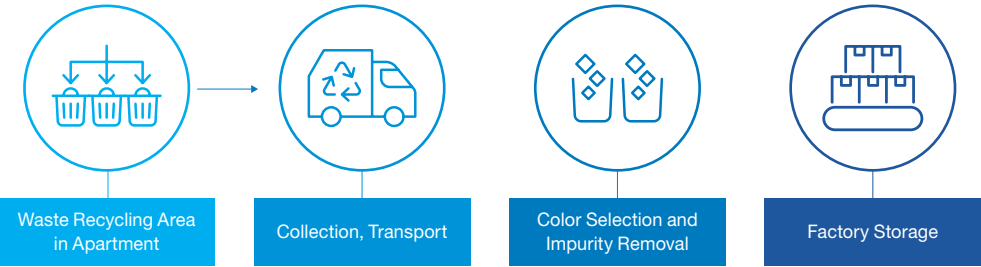 Waste Recycling Area
in Apartment
Collection, Transport
Color Selection and
Impurity Removal
Factory Storage